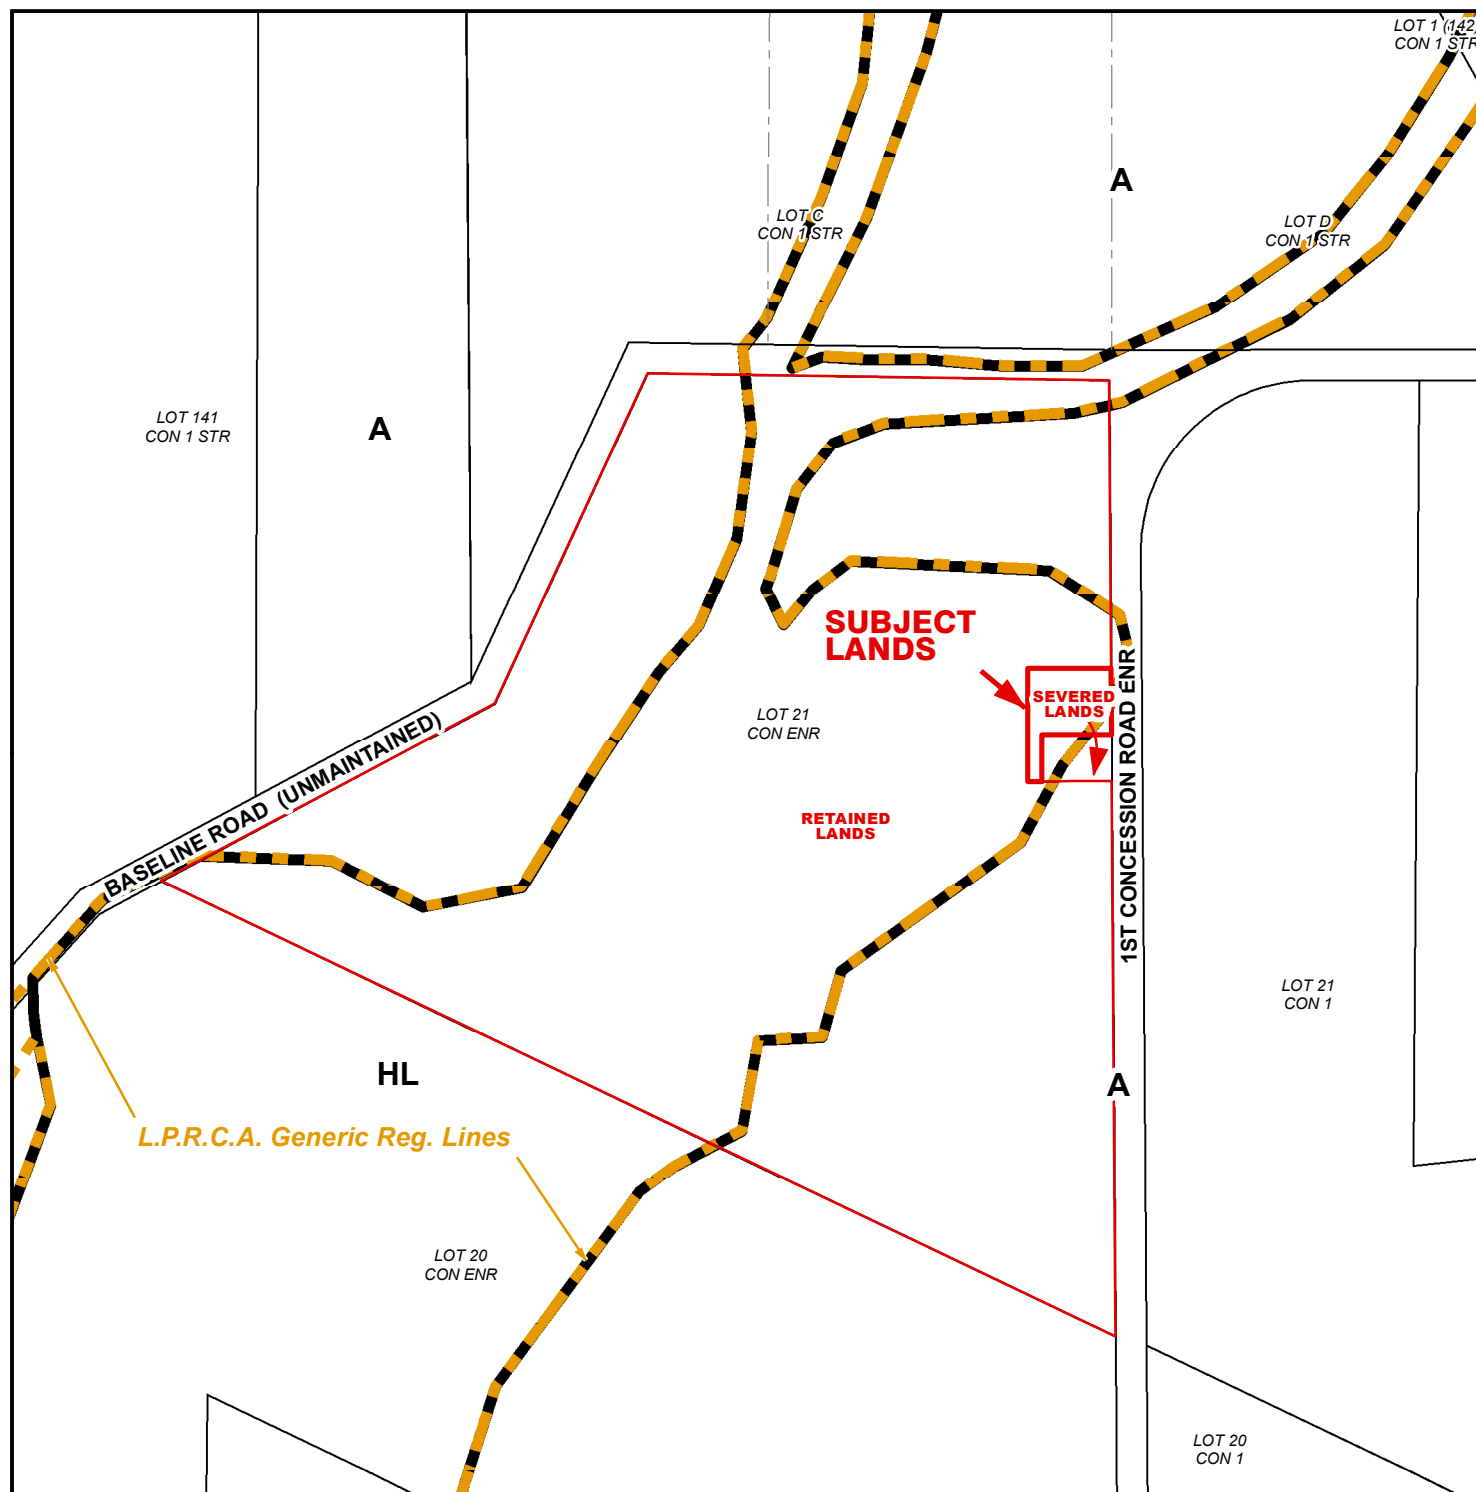 LOT 1 (142)
CON 1 STR
A
LOT C
CON 1 STR
LOT D
CON 1 STR
LOT 141
CON 1 STR
A
SUBJECT
LANDS
SEVERED
LANDS
LOT 21
CON ENR
1ST CONCESSION ROAD ENR
BASELINE ROAD (UNMAINTAINED)
RETAINED
LANDS
LOT 21
CON 1
HL
A
L.P.R.C.A. Generic Reg. Lines
LOT 20
CON ENR
LOT 20
CON 1